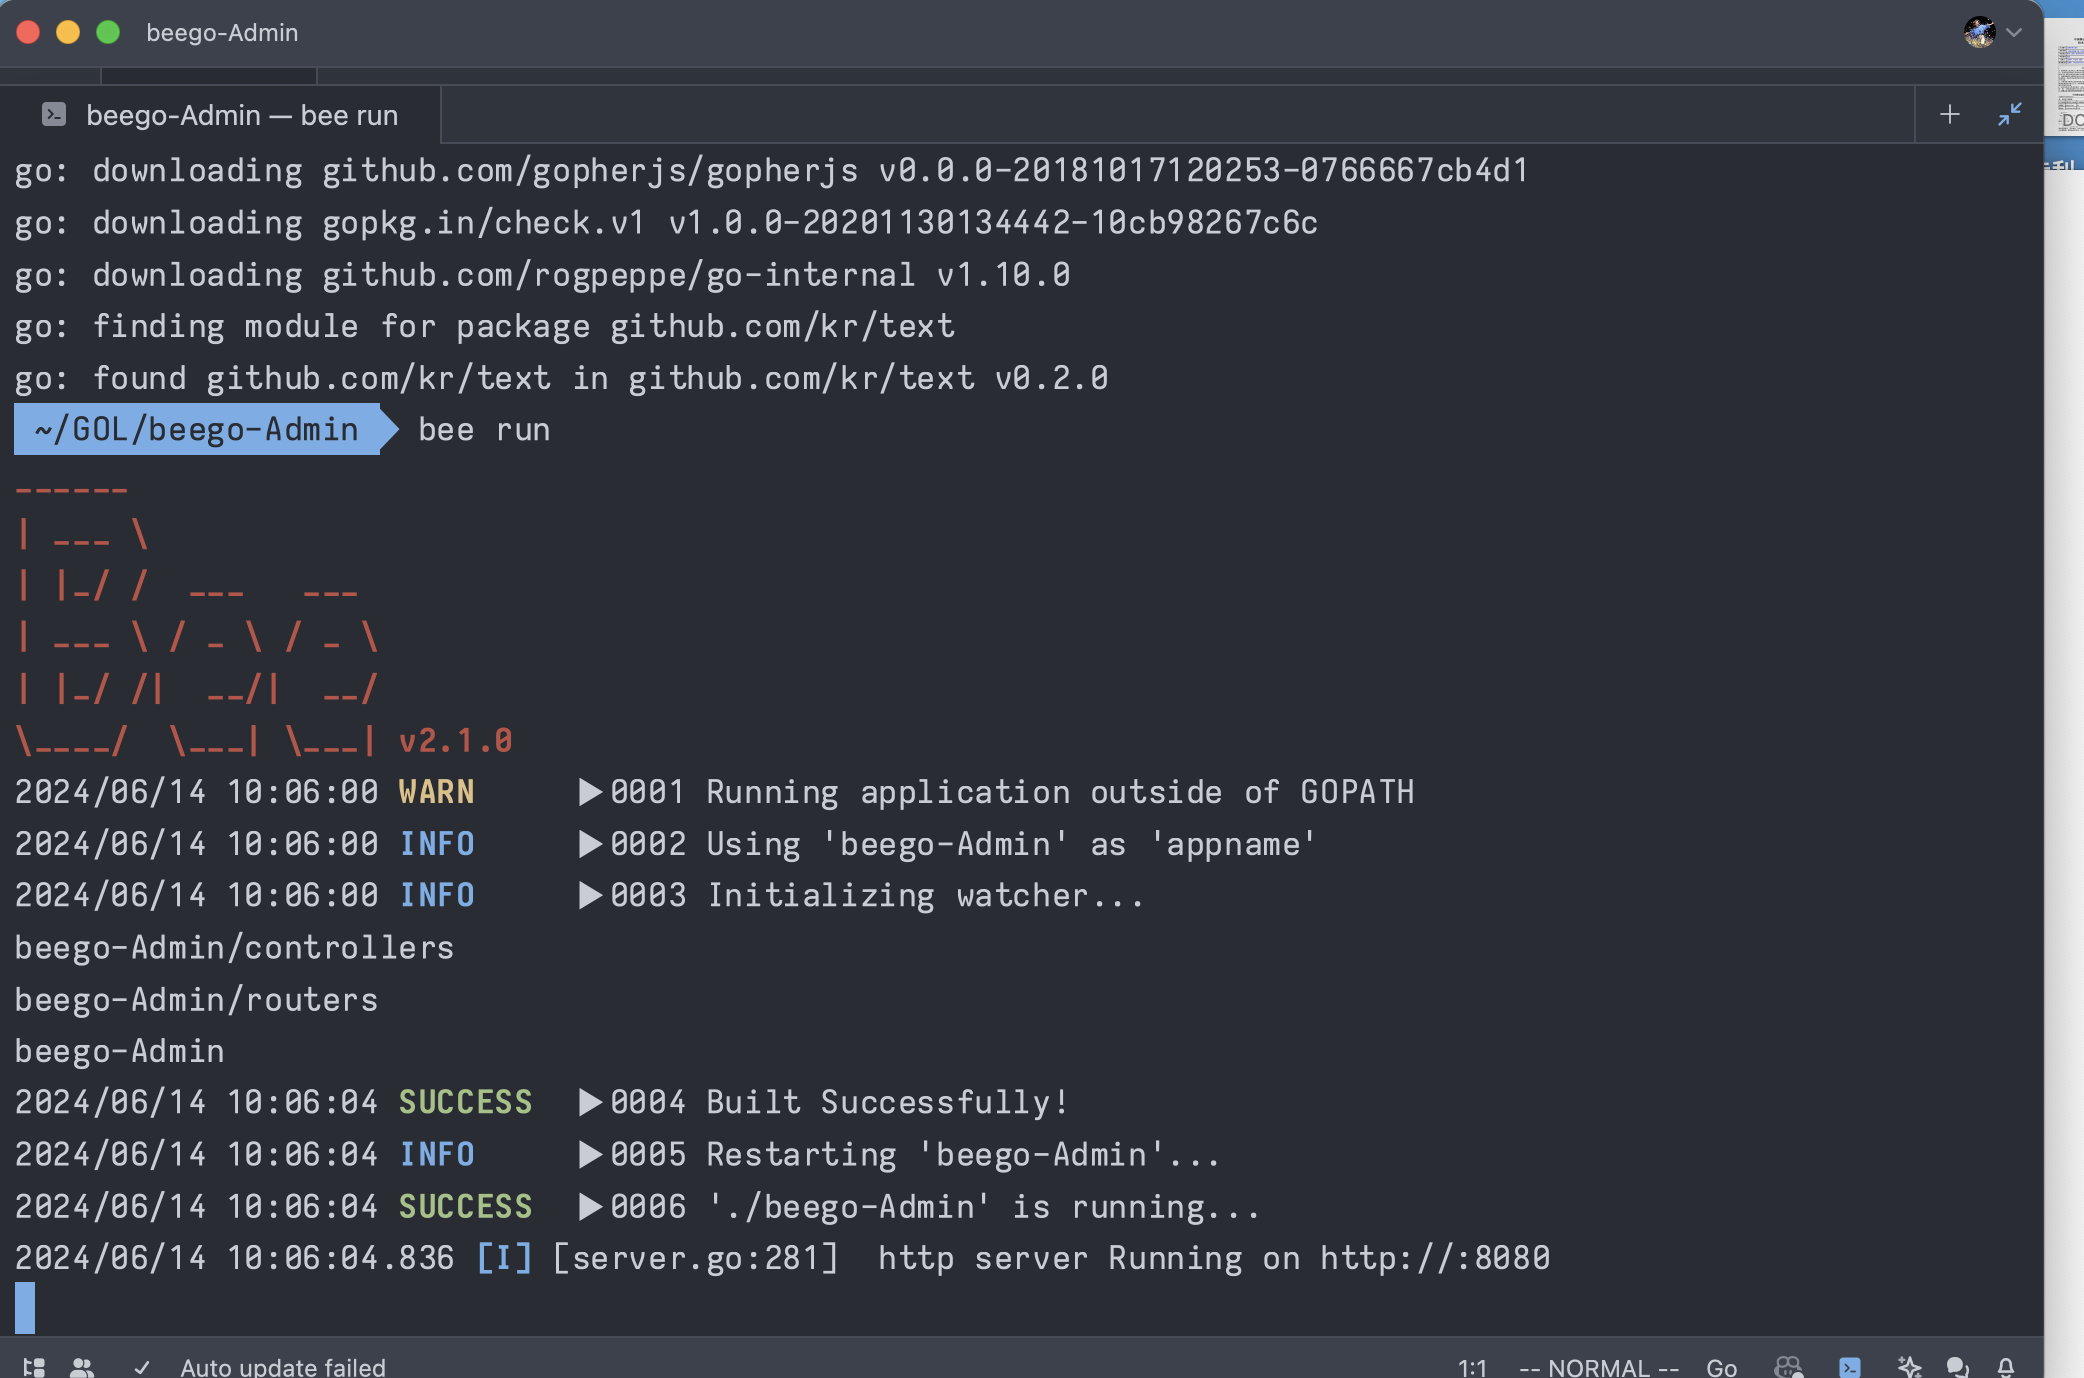 beego-Admin
beego-Admin — bee run
go: downloading github.com/gopherjs/gopherjs v0.0.0-20181017120253-0766667cb4d1
go: downloading gopkg.in/check.v1 v1.0.0-20201130134442-10cb98267c6c
go: downloading github.com/rogpeppe/go-internal v1.10.0
go: finding module for package github.com/kr/text
go: found github.com/kr/text in github.com/kr/text v0.2.0
~/GOL/beego-Admin bee run
______
| ___ \
| |_/ /  ___   ___
| ___ \ / _ \ / _ \
| |_/ /|  __/|  __/
\____/  \___| \___| v2.1.0
2024/06/14 10:06:00 WARN     ▶ 0001 Running application outside of GOPATH
2024/06/14 10:06:00 INFO     ▶ 0002 Using 'beego-Admin' as 'appname'
2024/06/14 10:06:00 INFO     ▶ 0003 Initializing watcher...
beego-Admin/controllers
beego-Admin/routers
beego-Admin
2024/06/14 10:06:04 SUCCESS  ▶ 0004 Built Successfully!
2024/06/14 10:06:04 INFO     ▶ 0005 Restarting 'beego-Admin'...
2024/06/14 10:06:04 SUCCESS  ▶ 0006 './beego-Admin' is running...
2024/06/14 10:06:04.836 [I] [server.go:281]  http server Running on http://:8080
Auto update failed 1:1 -- NORMAL -- Go